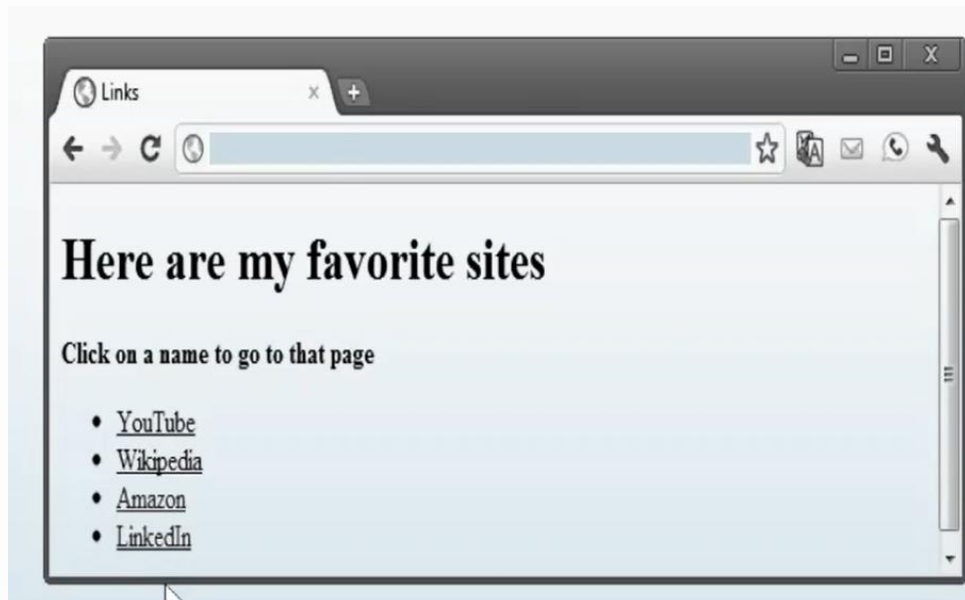 Links
Here are my favorite sites
Click on a name to go to that page
YouTube
Wikipedia
Amazon
LinkedIn